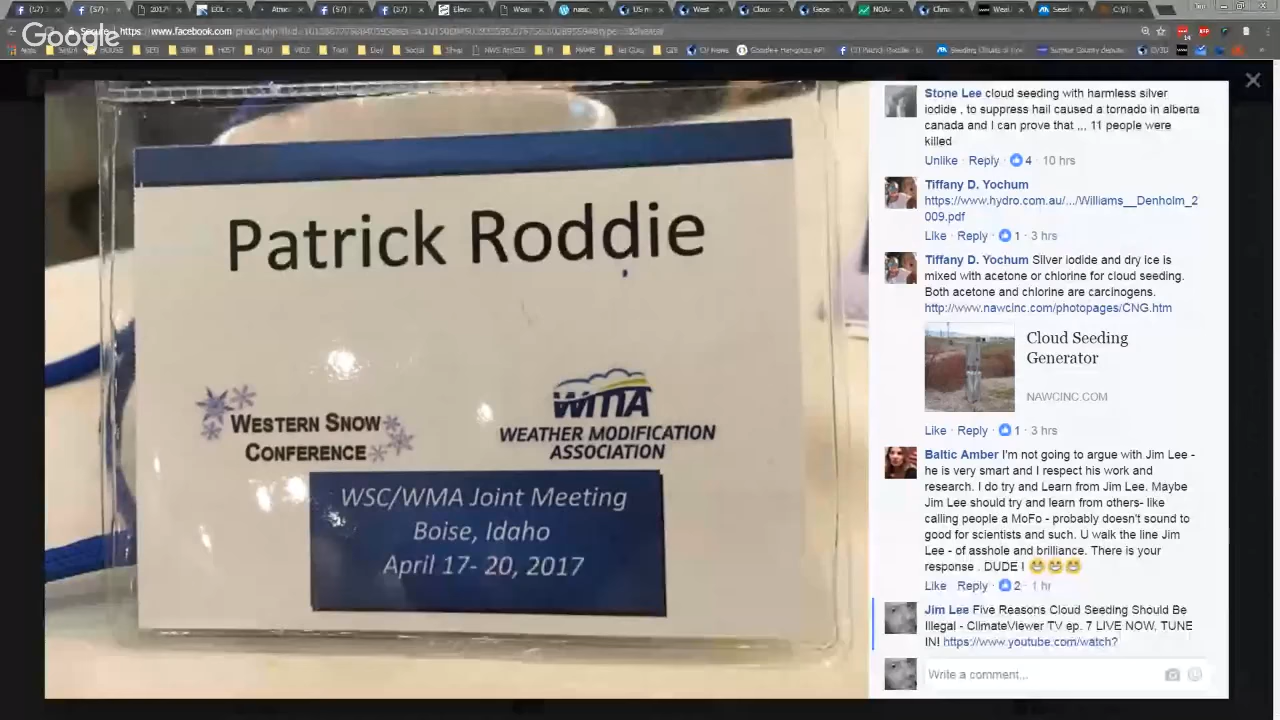 Google
Secure
https
www.facebook.com
Patrick Roddie
WESTERN SNOW
CONFERENCE
WMA
WEATHER MODIFICATION
ASSOCIATION
WSC/WMA Joint Meeting
Boise, Idaho
April 17- 20, 2017
Stone Lee cloud seeding with harmless silver
iodide , to suppress hail caused a tornado in alberta
canada and I can prove that ,.. 11 people were
killed
Unlike · Reply · 4 · 10 hrs
Tiffany D. Yochum
https://www.hydro.com.au/.../Williams__Denholm_2
009.pdf
Like · Reply · 1 · 3 hrs
Tiffany D. Yochum Silver iodide and dry ice is
mixed with acetone or chlorine for cloud seeding.
Both acetone and chlorine are carcinogens.
http://www.nawcinc.com/photopages/CNG.htm
Cloud Seeding
Generator
NAWCINC.COM
Like · Reply · 1 · 3 hrs
Baltic Amber I'm not going to argue with Jim Lee -
he is very smart and I respect his work and
research. I do try and Learn from Jim Lee. Maybe
Jim Lee should try and learn from others- like
calling people a MoFo - probably doesn't sound to
good for scientists and such. U walk the line Jim
Lee - of asshole and brilliance. There is your
response . DUDE !
Like · Reply · 2 · 1 hr
Jim Lee Five Reasons Cloud Seeding Should Be
Illegal - ClimateViewer TV ep. 7 LIVE NOW, TUNE
IN! https://www.youtube.com/watch?
Write a comment...